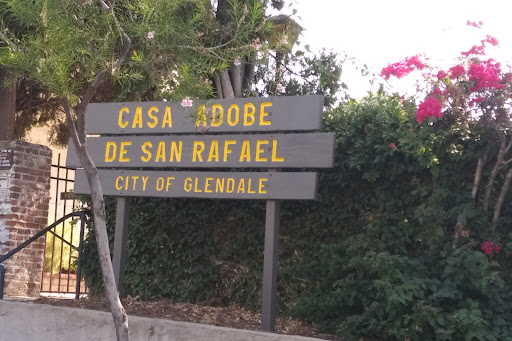 CASA ADOBE
DE SAN RAFAEL
CITY OF GLENDALE